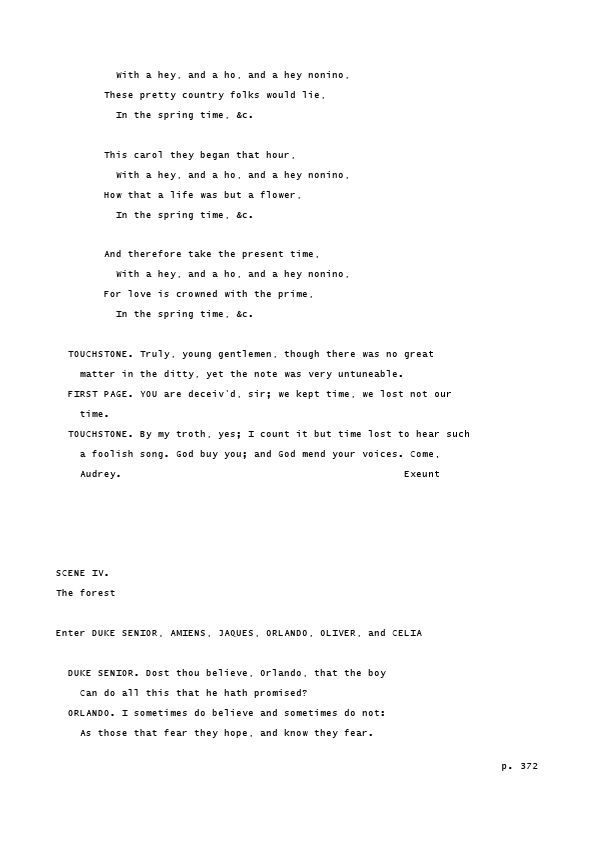 With a hey, and a ho, and a hey nonino,
These pretty country folks would lie,
In the spring time, &c.
This carol they began that hour,
With a hey, and a ho, and a hey nonino,
How that a life was but a flower,
In the spring time, &c.
And therefore take the present time,
With a hey, and a ho, and a hey nonino,
For love is crowned with the prime,
In the spring time, &c.
TOUCHSTONE. Truly, young gentlemen, though there was no great
matter in the ditty, yet the note was very untuneable.
FIRST PAGE. YOU are deceiv'd, sir; we kept time, we lost not our
time.
TOUCHSTONE. By my troth, yes; I count it but time lost to hear such
a foolish song. God buy you; and God mend your voices. Come,
Audrey. Exeunt
SCENE IV.
The forest
Enter DUKE SENIOR, AMIENS, JAQUES, ORLANDO, OLIVER, and CELIA
DUKE SENIOR. Dost thou believe, Orlando, that the boy
Can do all this that he hath promised?
ORLANDO. I sometimes do believe and sometimes do not:
As those that fear they hope, and know they fear.
p. 372